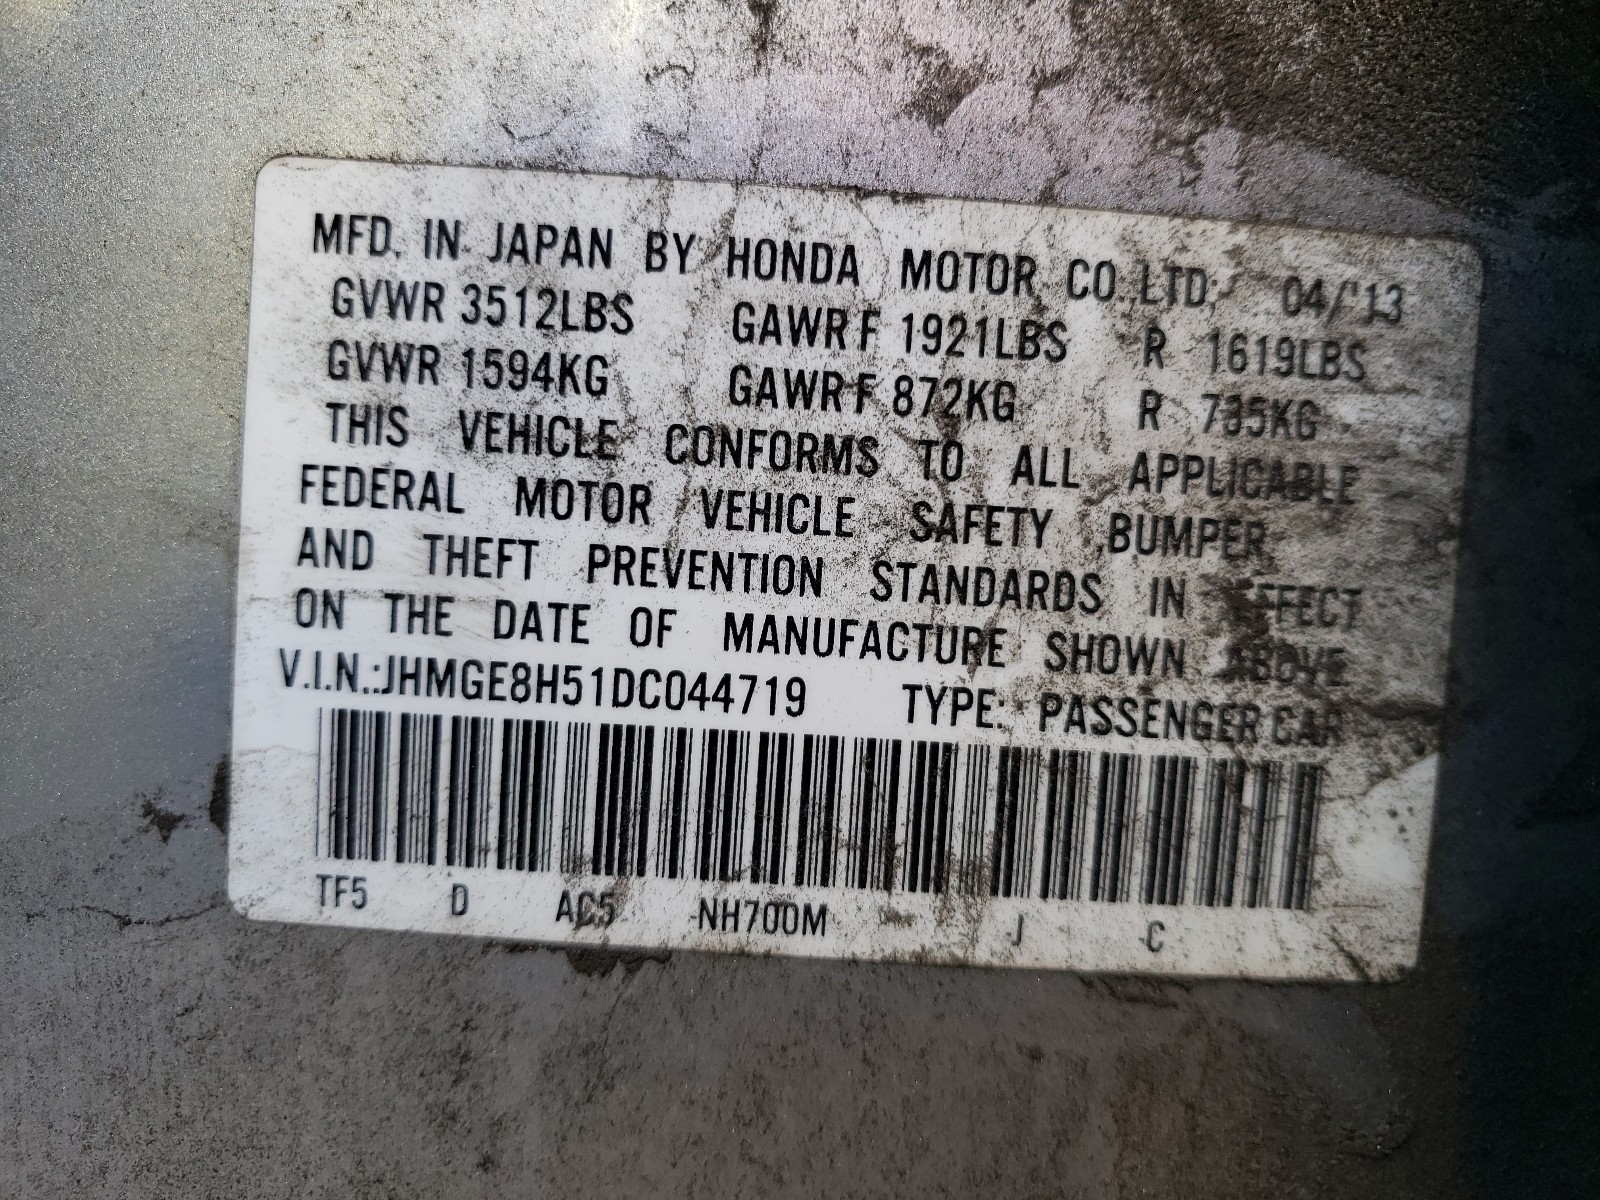 MFD. IN JAPAN BY HONDA MOTOR CO.,LTD. 04/'13
GVWR 3512LBS GAWR F 1921LBS R 1619LBS
GVWR 1594KG GAWR F 872KG R 735KG
THIS VEHICLE CONFORMS TO ALL APPLICABLE
FEDERAL MOTOR VEHICLE SAFETY ,BUMPER
AND THEFT PREVENTION STANDARDS IN EFFECT
ON THE DATE OF MANUFACTURE SHOWN ABOVE
V.I.N.:JHMGE8H51DC044719 TYPE: PASSENGER CAR
TF5 D AC5 NH700M J C